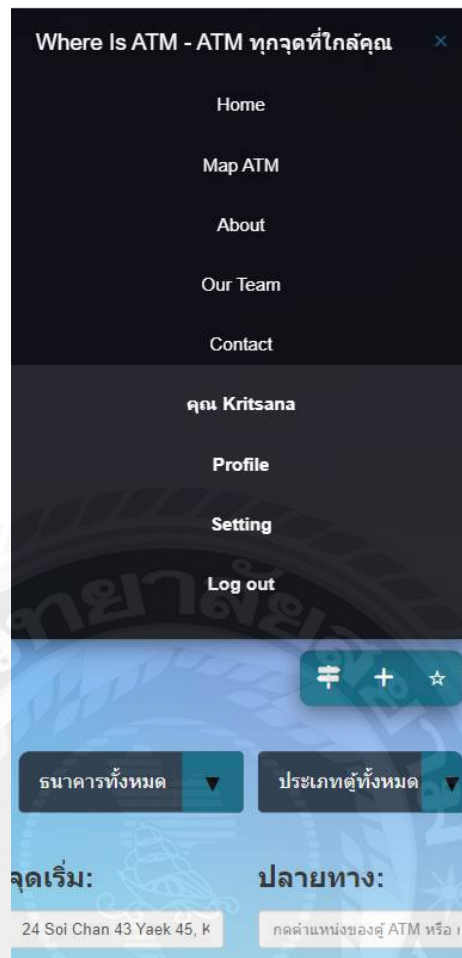 Where Is ATM - ATM ทุกจุดที่ใกล้คุณ ×
Home
Map ATM
About
Our Team
Contact
คุณ Kritsana
Profile
Setting
Log out
ธนาคารทั้งหมด ▼
ประเภทตู้ทั้งหมด ▼
จุดเริ่ม:
ปลายทาง:
24 Soi Chan 43 Yaek 45, K
กดตำแหน่งของตู้ ATM หรือ